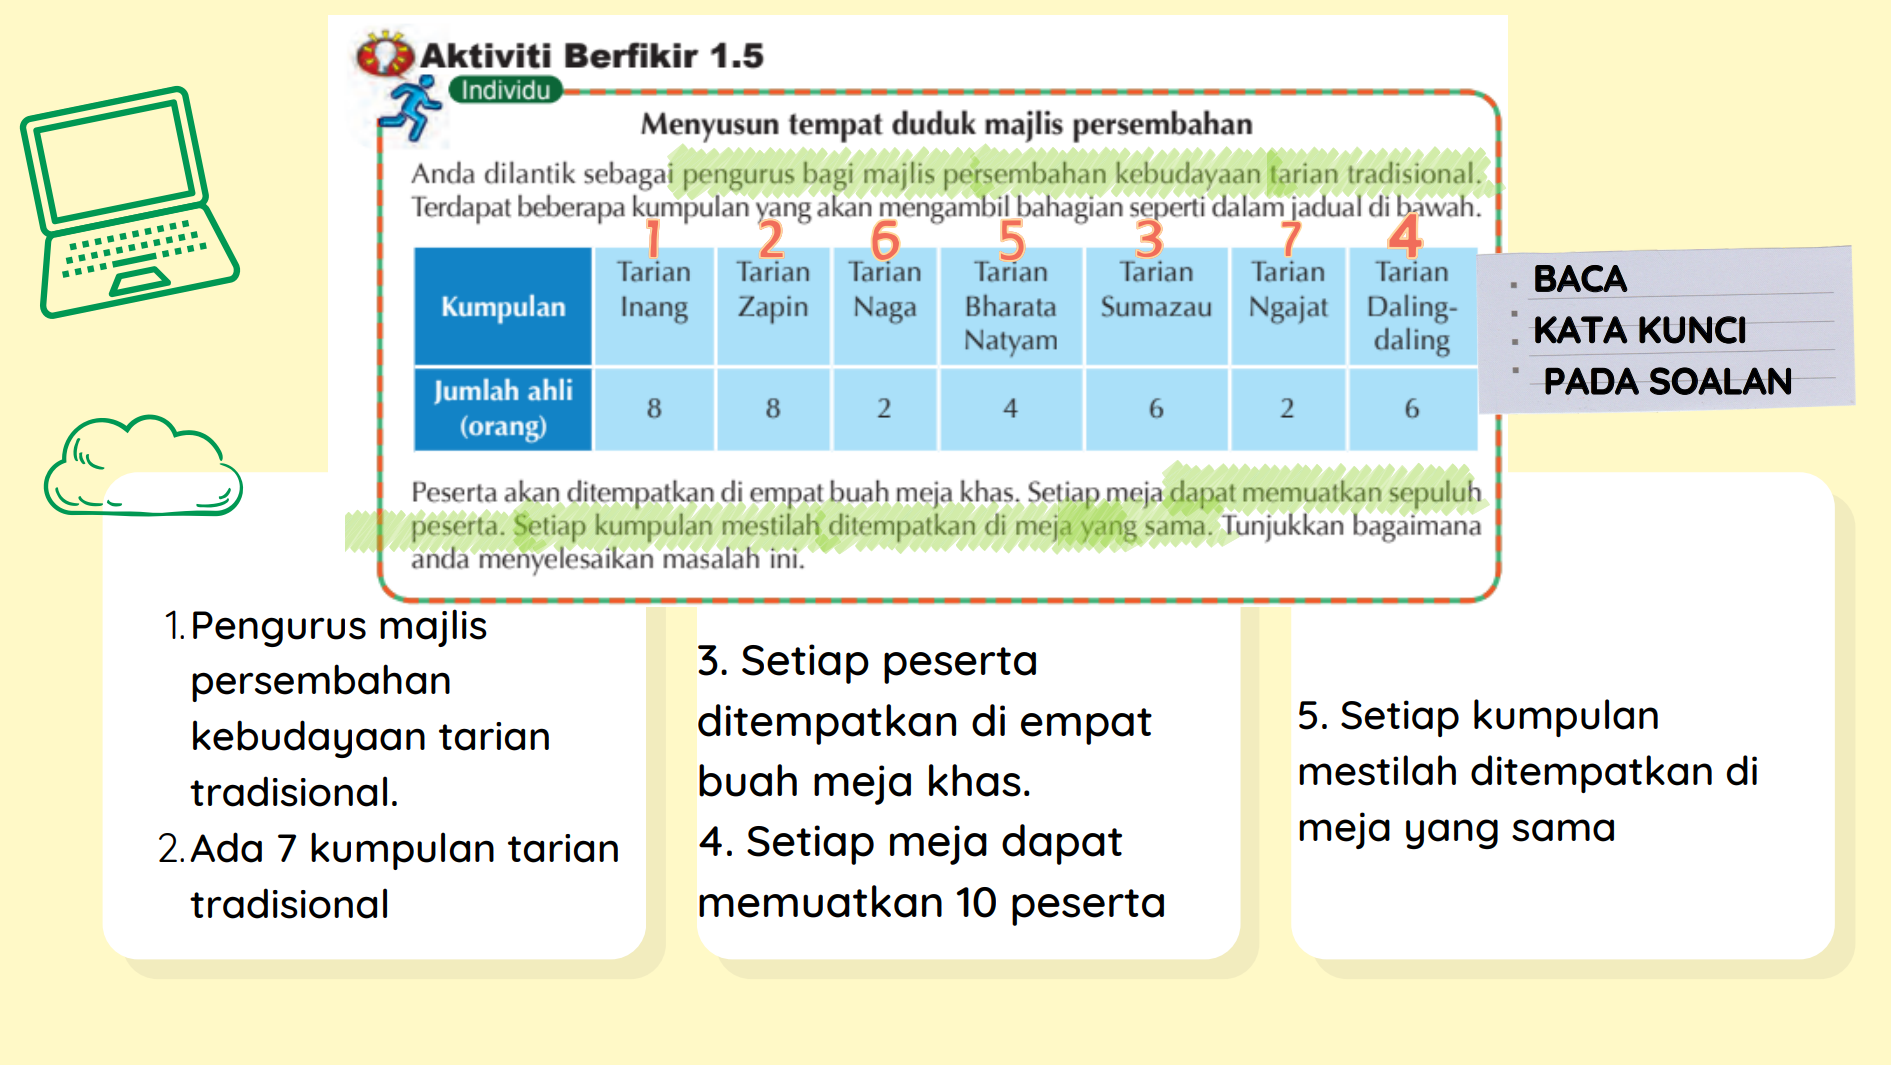 Aktiviti Berfikir 1.5
Individu
Menyusun tempat duduk majlis persembahan
Anda dilantik sebagai pengurus bagi majlis persembahan kebudayaan tarian tradisional.
Terdapat beberapa kumpulan yang akan mengambil bahagian seperti dalam jadual di bawah.
1 2 6 5 3 7 4
Kumpulan
Tarian Inang
Tarian Zapin
Tarian Naga
Tarian Bharata Natyam
Tarian Sumazau
Tarian Ngajat
Tarian Daling-daling
Jumlah ahli (orang)
8 8 2 4 6 2 6
Peserta akan ditempatkan di empat buah meja khas. Setiap meja dapat memuatkan sepuluh
peserta. Setiap kumpulan mestilah ditempatkan di meja yang sama. Tunjukkan bagaimana
anda menyelesaikan masalah ini.
BACA
KATA KUNCI
PADA SOALAN
1. Pengurus majlis
persembahan
kebudayaan tarian
tradisional.
2. Ada 7 kumpulan tarian
tradisional
3. Setiap peserta
ditempatkan di empat
buah meja khas.
4. Setiap meja dapat
memuatkan 10 peserta
5. Setiap kumpulan
mestilah ditempatkan di
meja yang sama